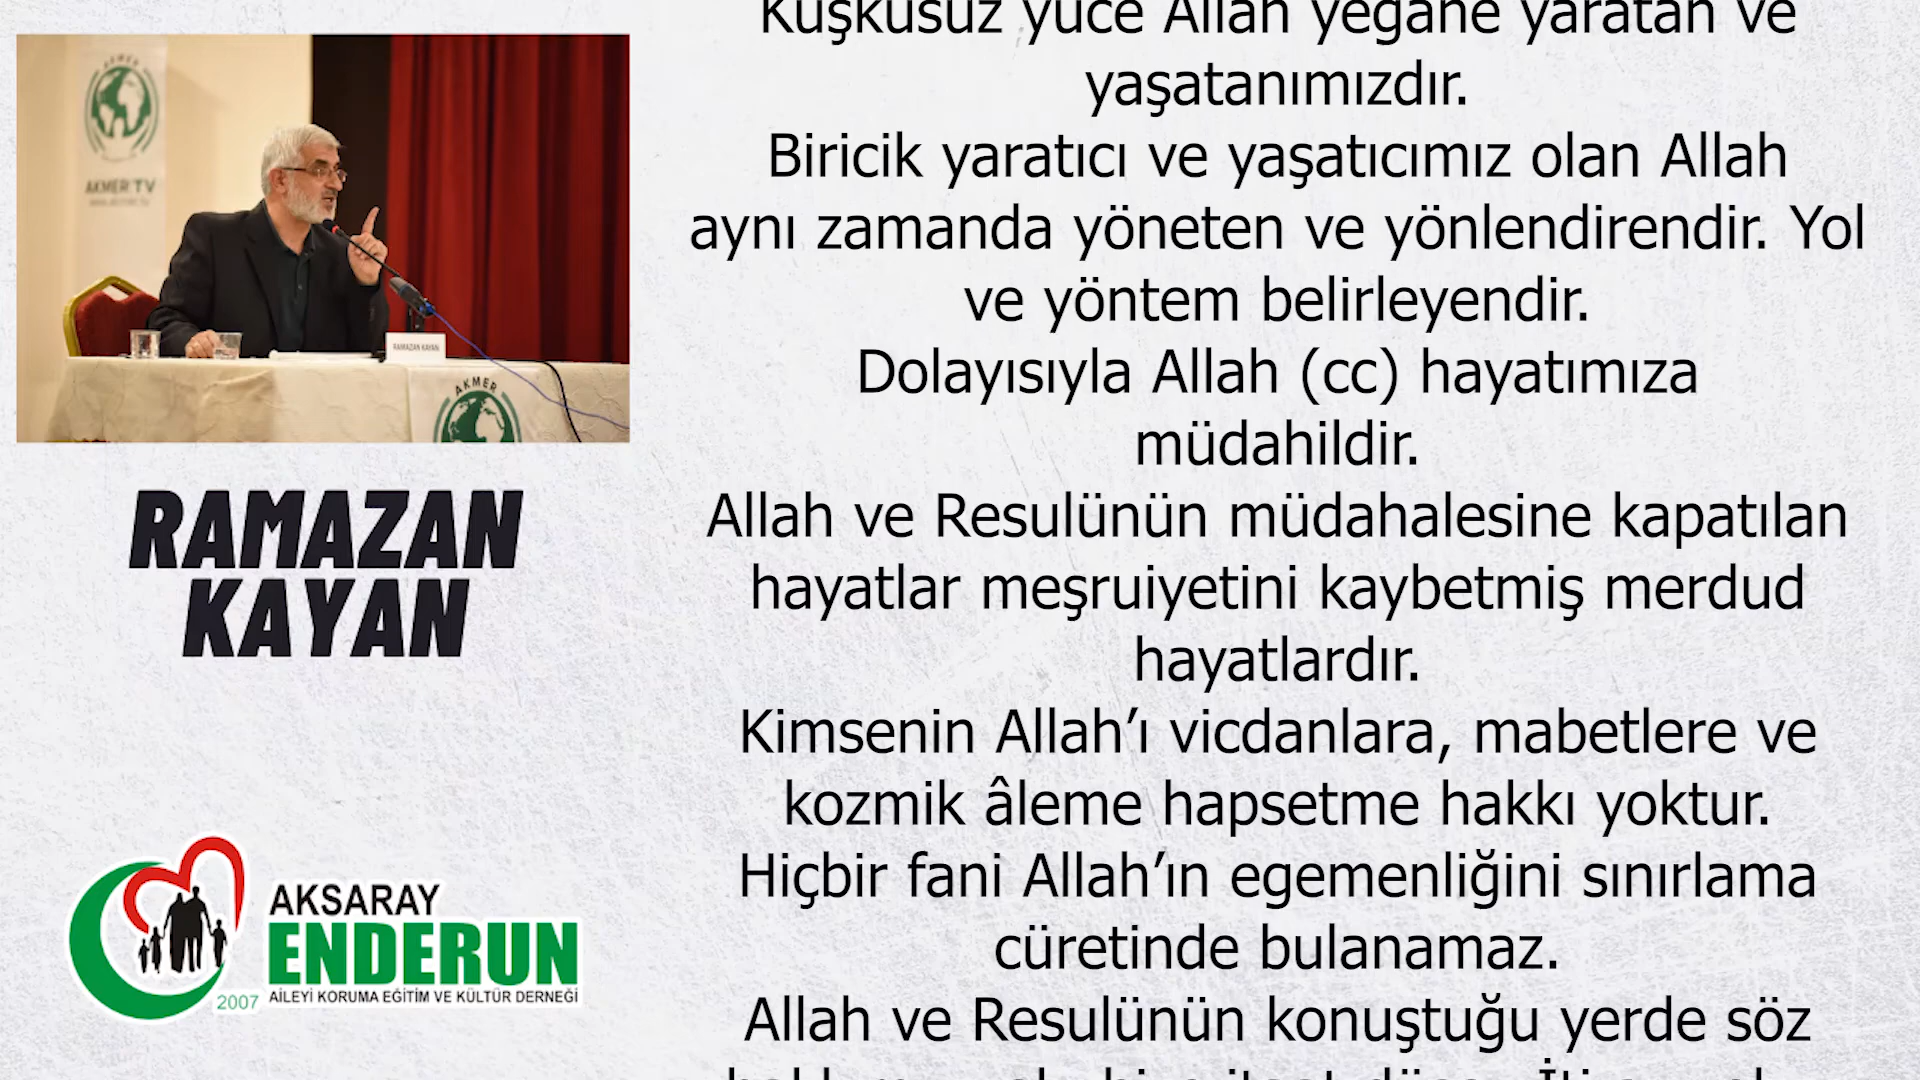 Kuşkusuz yüce Allah yegâne yaratan ve
yaşatanımızdır.
Biricik yaratıcı ve yaşatıcımız olan Allah
aynı zamanda yöneten ve yönlendirendir. Yol
ve yöntem belirleyendir.
Dolayısıyla Allah (cc) hayatımıza
müdahildir.
Allah ve Resulünün müdahalesine kapatılan
hayatlar meşruiyetini kaybetmiş merdud
hayatlardır.
Kimsenin Allah’ı vicdanlara, mabetlere ve
kozmik âleme hapsetme hakkı yoktur.
Hiçbir fani Allah’ın egemenliğini sınırlama
cüretinde bulanamaz.
Allah ve Resulünün konuştuğu yerde söz
AKMER
AKMER TV
RAMAZAN KAYAN
AKMER
RAMAZAN
KAYAN
AKSARAY
ENDERUN
2007 AİLEYİ KORUMA EĞİTİM VE KÜLTÜR DERNEĞİ